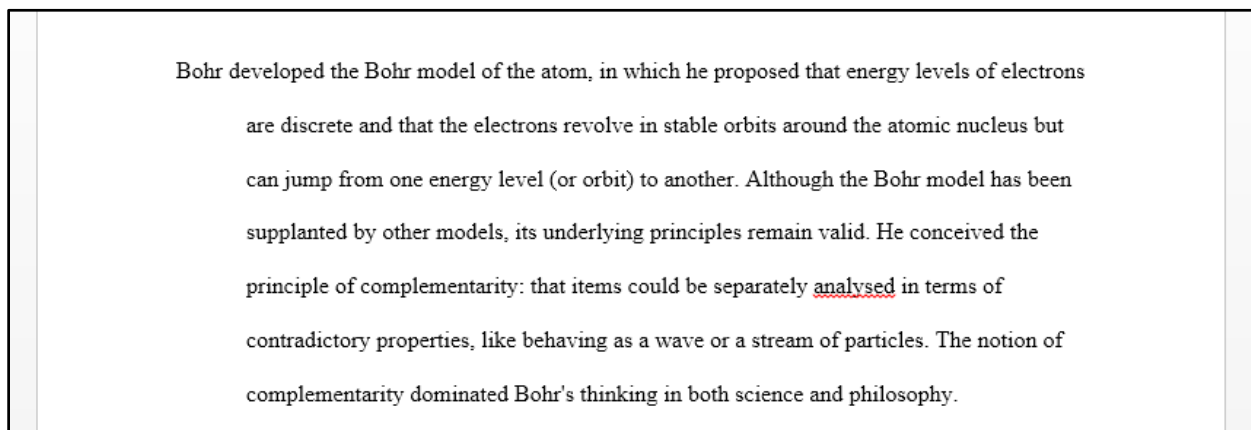 Bohr developed the Bohr model of the atom, in which he proposed that energy levels of electrons
are discrete and that the electrons revolve in stable orbits around the atomic nucleus but
can jump from one energy level (or orbit) to another. Although the Bohr model has been
supplanted by other models, its underlying principles remain valid. He conceived the
principle of complementarity: that items could be separately analysed in terms of
contradictory properties, like behaving as a wave or a stream of particles. The notion of
complementarity dominated Bohr's thinking in both science and philosophy.